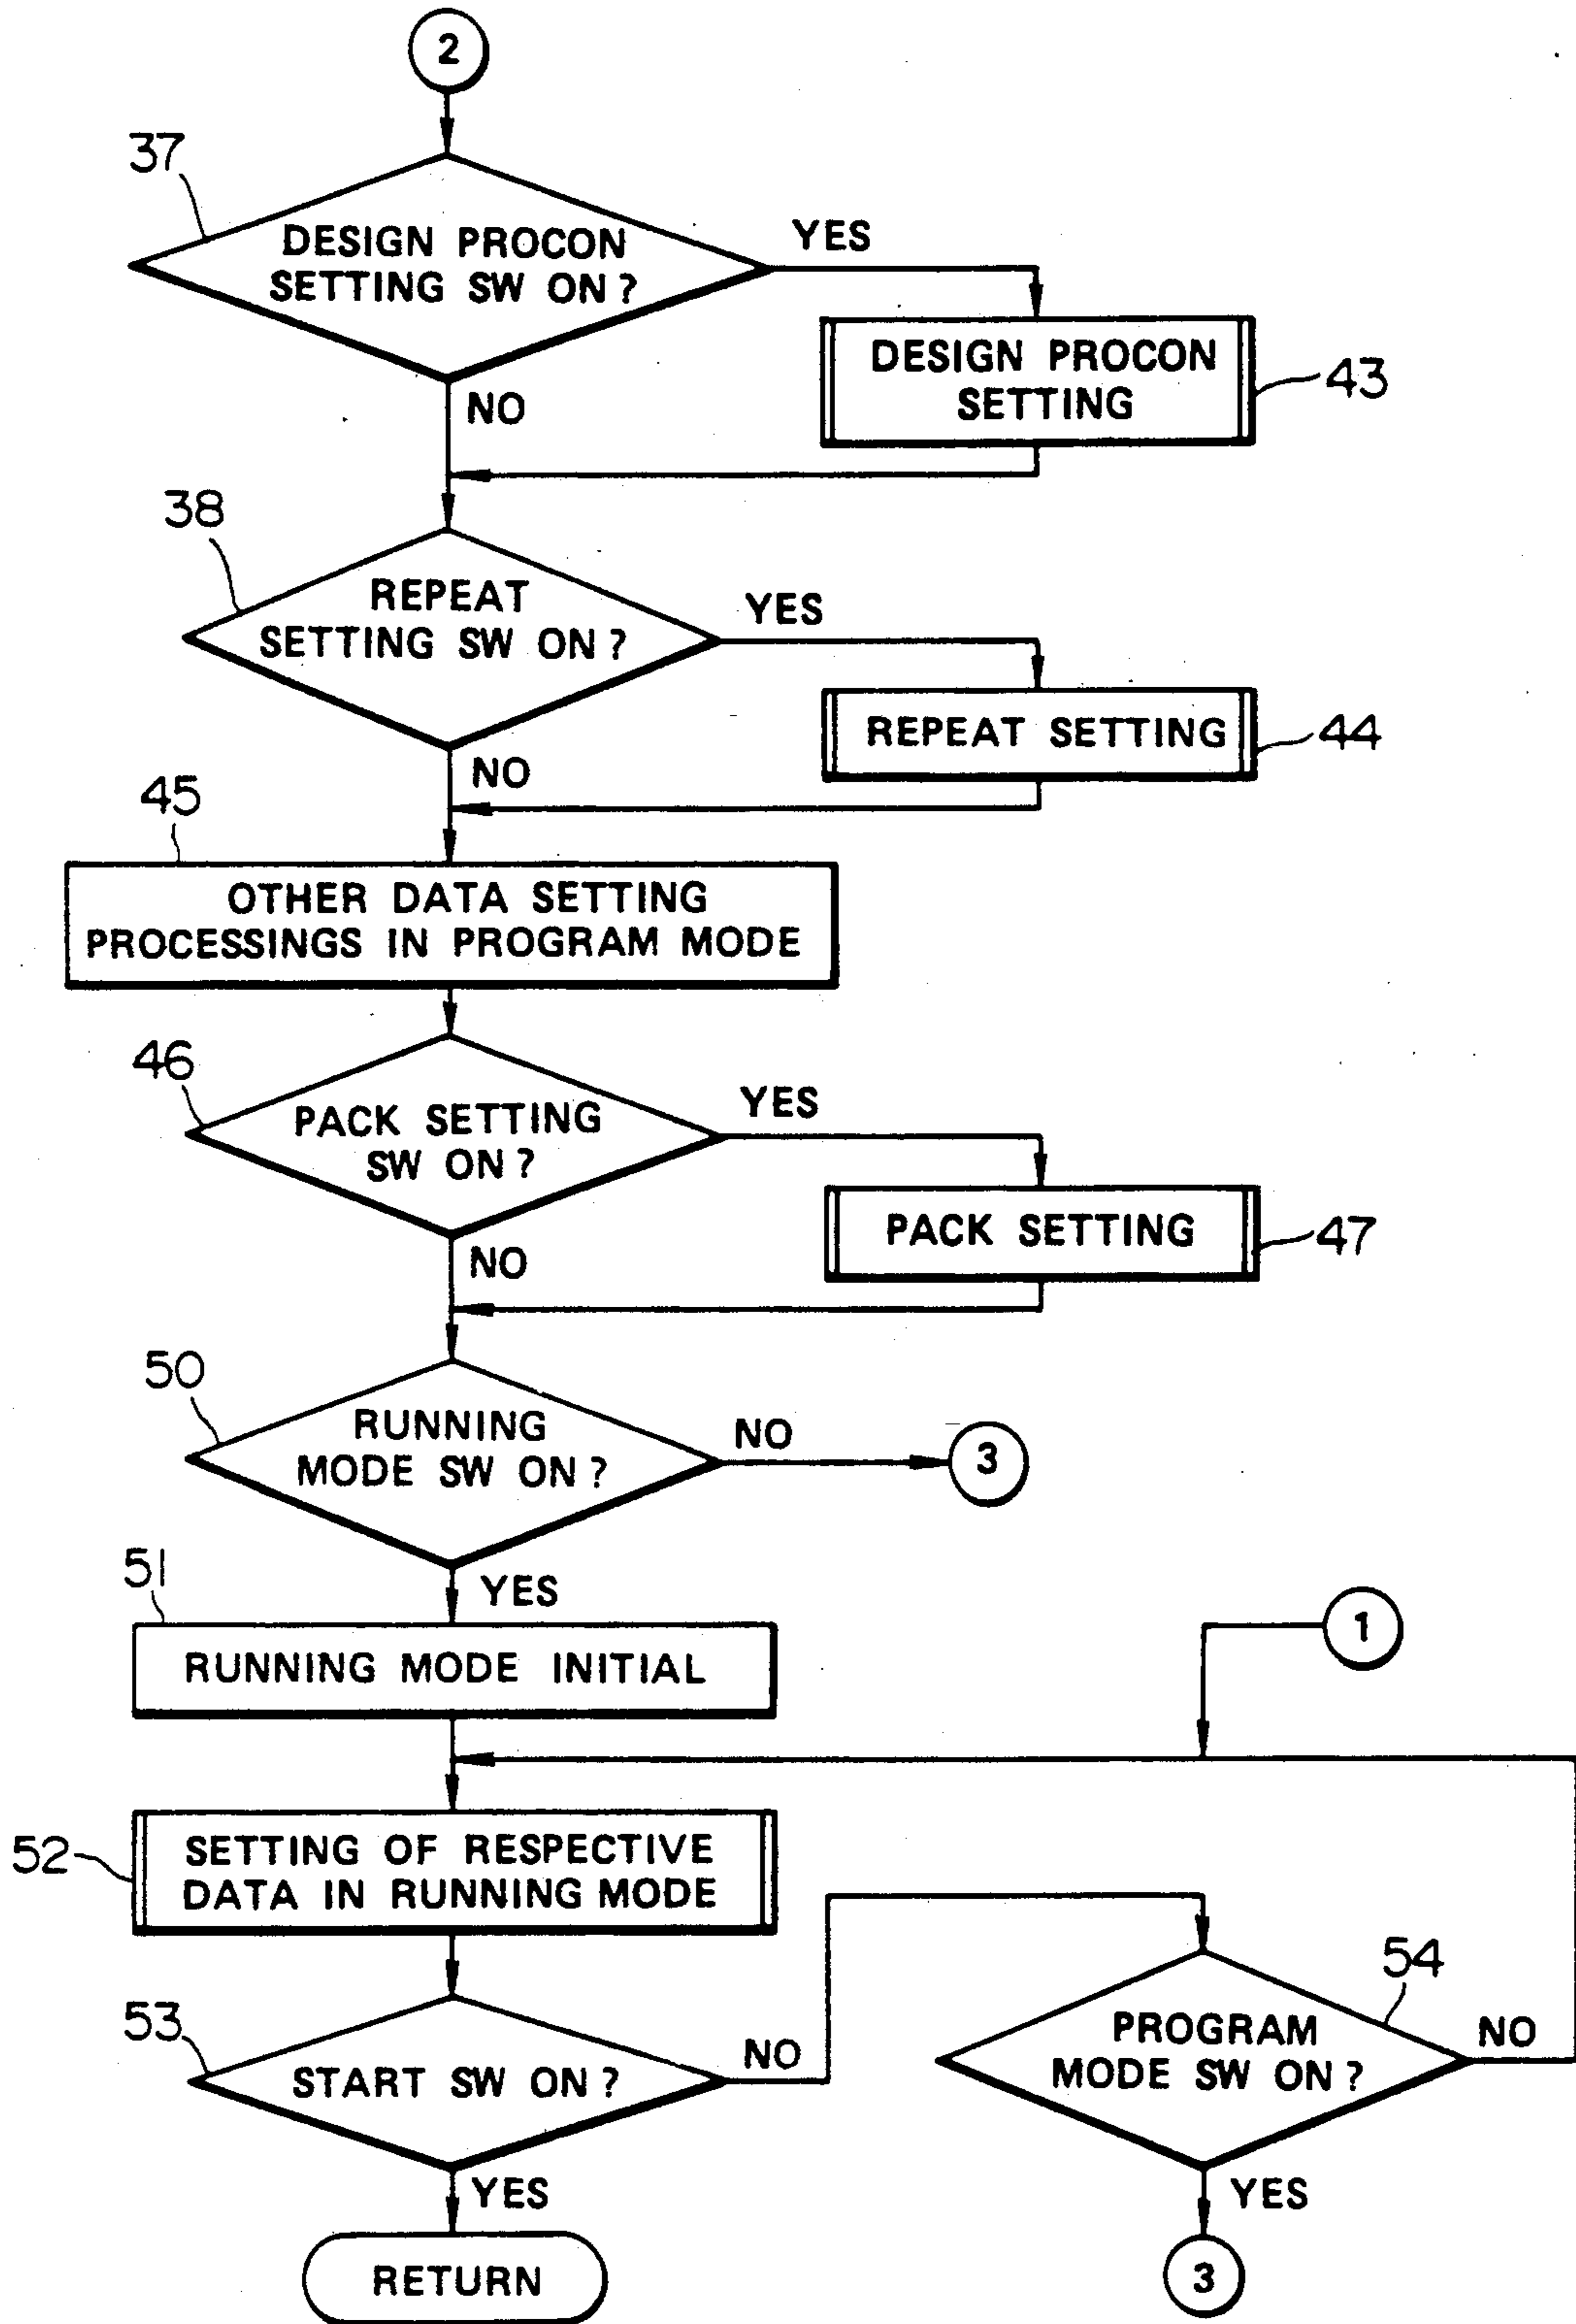 2
37
DESIGN PROCON
SETTING SW ON?
YES
DESIGN PROCON
SETTING
43
NO
38
REPEAT
SETTING SW ON?
YES
REPEAT SETTING
44
NO
45
OTHER DATA SETTING
PROCESSINGS IN PROGRAM MODE
46
PACK SETTING
SW ON?
YES
PACK SETTING
47
NO
50
RUNNING
MODE SW ON?
NO
3
YES
51
RUNNING MODE INITIAL
1
52
SETTING OF RESPECTIVE
DATA IN RUNNING MODE
53
START SW ON?
NO
54
PROGRAM
MODE SW ON?
NO
YES
RETURN
YES
3